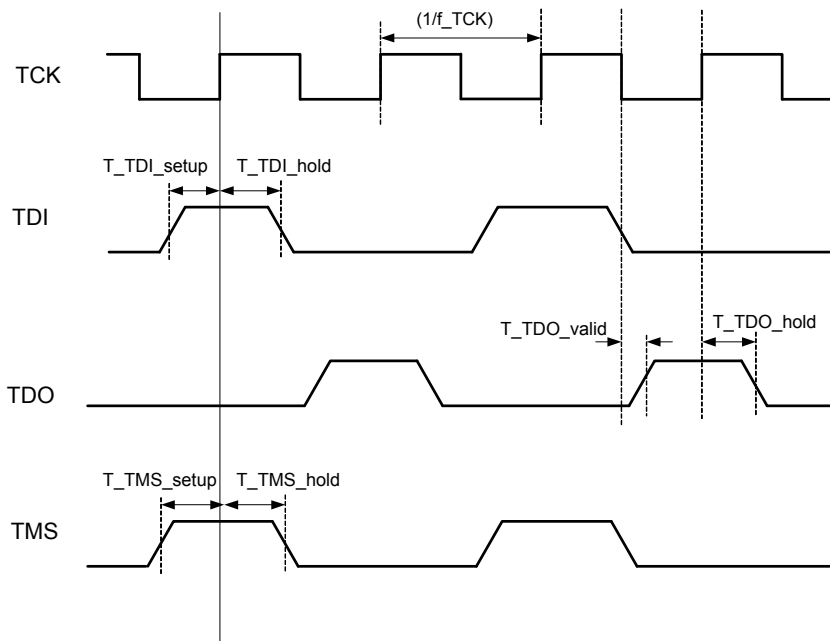 (1/f_TCK)
TCK
T_TDI_setup T_TDI_hold
TDI
T_TDO_valid T_TDO_hold
TDO
T_TMS_setup T_TMS_hold
TMS